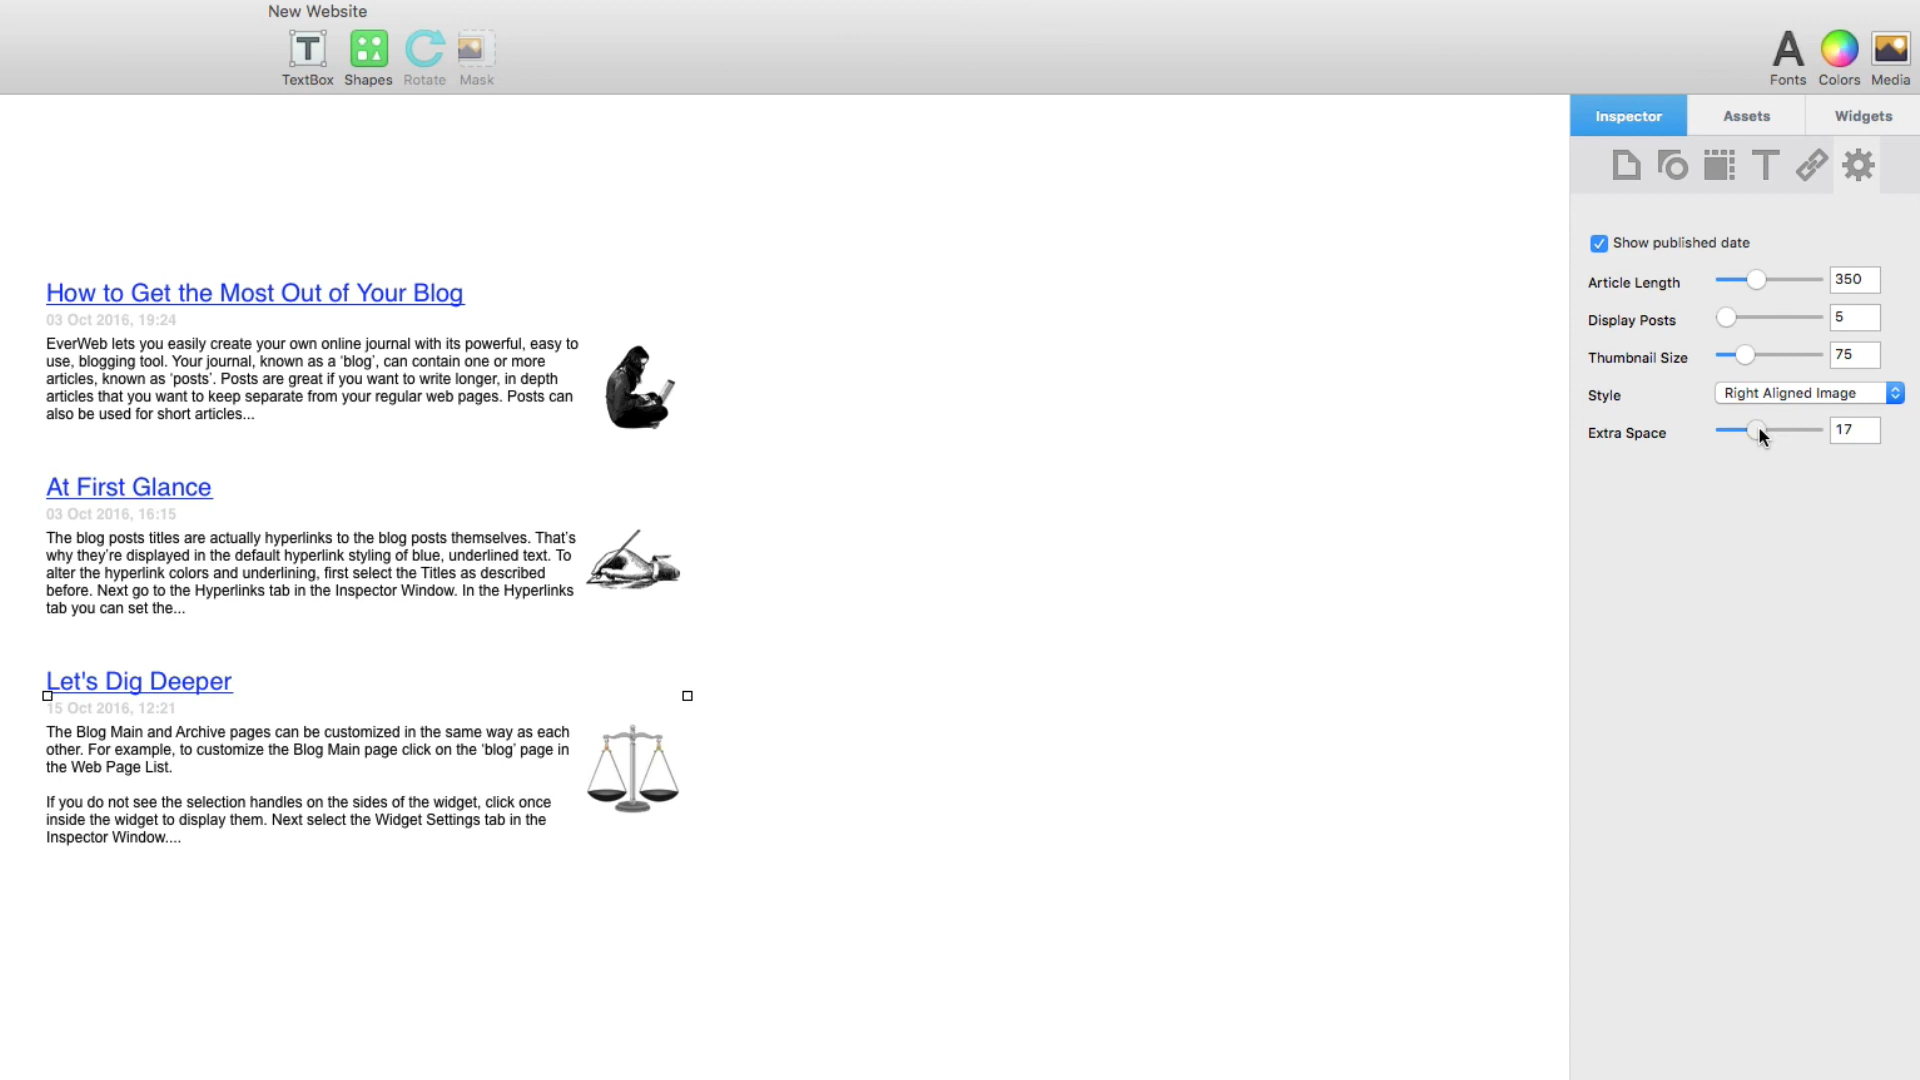 New Website
TextBox Shapes Rotate Mask
Fonts Colors Media
Inspector Assets Widgets
Show published date
Article Length 350
Display Posts 5
Thumbnail Size 75
Style Right Aligned Image
Extra Space 17
How to Get the Most Out of Your Blog
03 Oct 2016, 19:24
EverWeb lets you easily create your own online journal with its powerful, easy to
use, blogging tool. Your journal, known as a ‘blog’, can contain one or more
articles, known as ‘posts’. Posts are great if you want to write longer, in depth
articles that you want to keep separate from your regular web pages. Posts can
also be used for short articles...
At First Glance
03 Oct 2016, 16:15
The blog posts titles are actually hyperlinks to the blog posts themselves. That’s
why they’re displayed in the default hyperlink styling of blue, underlined text. To
alter the hyperlink colors and underlining, first select the Titles as described
before. Next go to the Hyperlinks tab in the Inspector Window. In the Hyperlinks
tab you can set the...
Let's Dig Deeper
15 Oct 2016, 12:21
The Blog Main and Archive pages can be customized in the same way as each
other. For example, to customize the Blog Main page click on the ‘blog’ page in
the Web Page List.
If you do not see the selection handles on the sides of the widget, click once
inside the widget to display them. Next select the Widget Settings tab in the
Inspector Window....